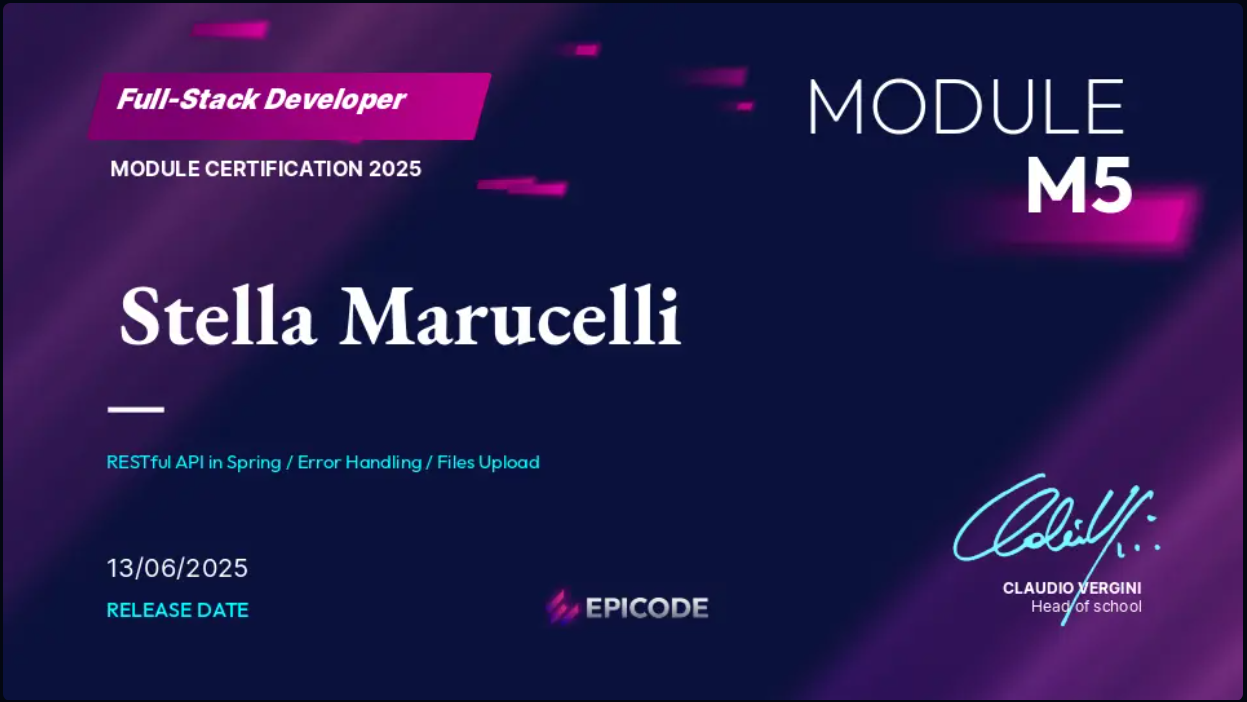 Full-Stack Developer
MODULE CERTIFICATION 2025
MODULE
M5
Stella Marucelli
RESTful API in Spring / Error Handling / Files Upload
13/06/2025
RELEASE DATE
EPICODE
CLAUDIO VERGINI
Head of school